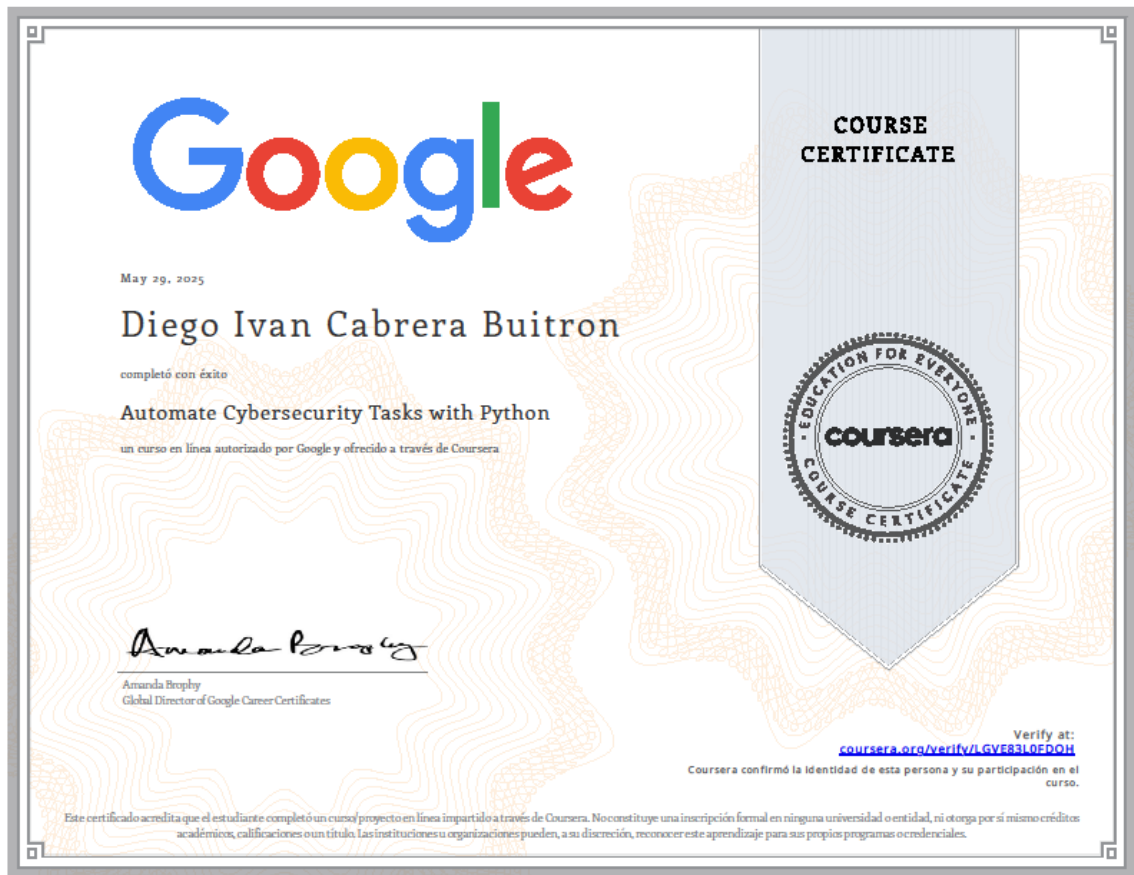 Google
COURSE
CERTIFICATE
May 29, 2025
Diego Ivan Cabrera Buitron
completó con éxito
Automate Cybersecurity Tasks with Python
un curso en línea autorizado por Google y ofrecido a través de Coursera
EDUCATION FOR EVERYONE
coursera
COURSE CERTIFICATE
Amanda Brophy
Amanda Brophy
Global Director of Google Career Certificates
Verify at:
coursera.org/verify/LGVE83L0FDOH
Coursera confirmó la identidad de esta persona y su participación en el
curso.
Este certificado acredita que el estudiante completó un curso/proyecto en línea impartido a través de Coursera. No constituye una inscripción formal en ninguna universidad o entidad, ni otorga por sí mismo créditos
académicos, calificaciones o un título. Las instituciones u organizaciones pueden, a su discreción, reconocer este aprendizaje para sus propios programas o credenciales.